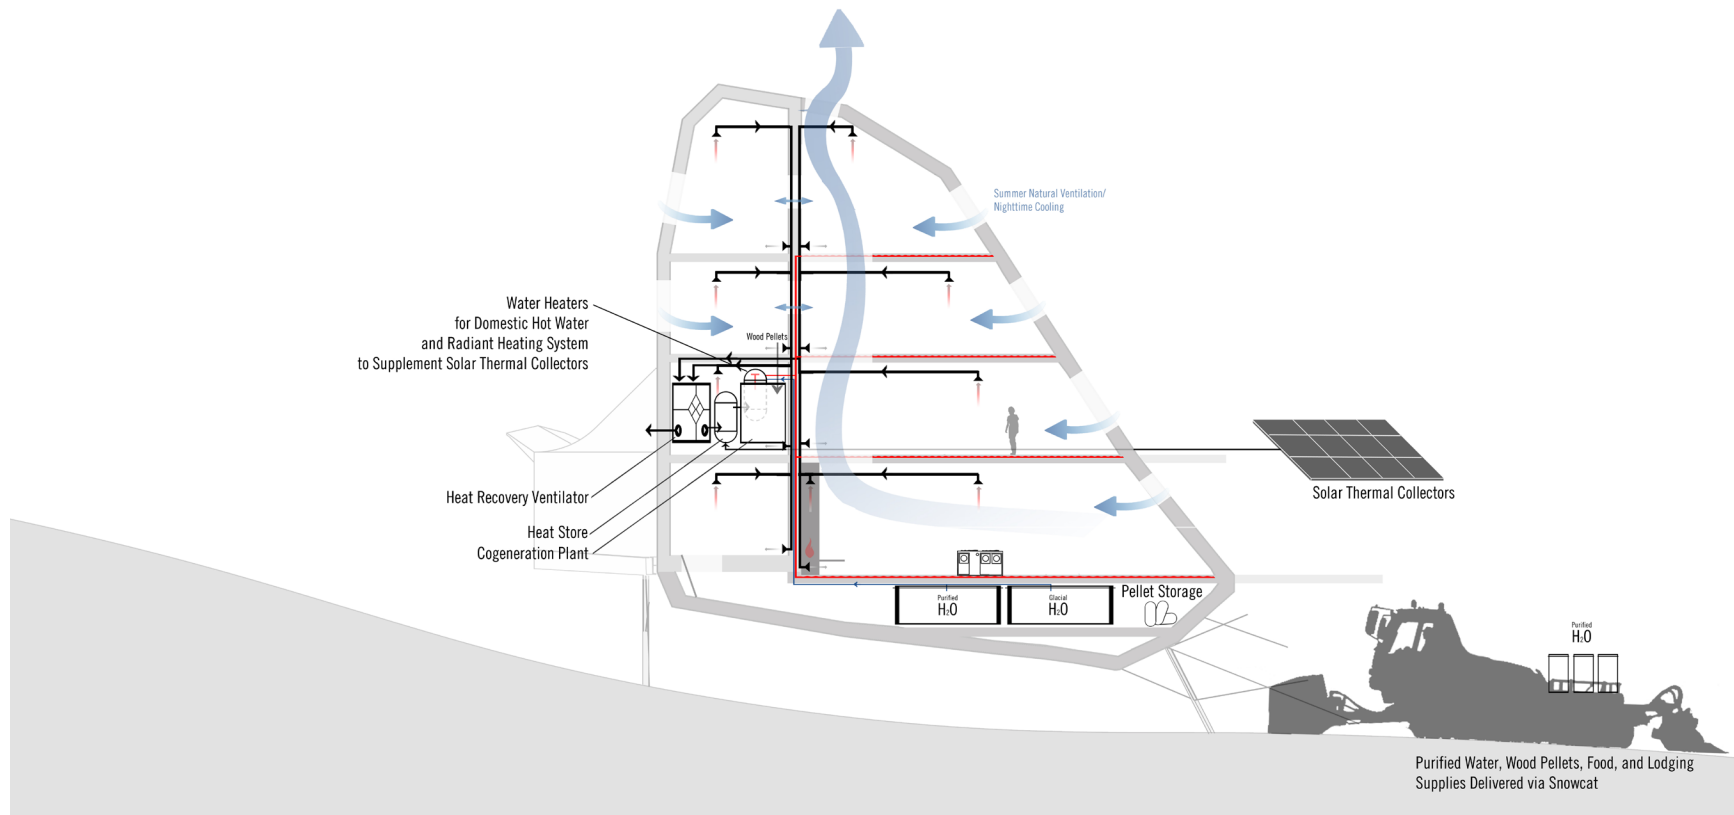 Summer Natural Ventilation/
Nighttime Cooling
Water Heaters
for Domestic Hot Water
and Radiant Heating System
to Supplement Solar Thermal Collectors
Wood Pellets
Heat Recovery Ventilator
Heat Store
Cogeneration Plant
Solar Thermal Collectors
Purified
H2O
Glacial
H2O
Pellet Storage
Purified
H2O
Purified Water, Wood Pellets, Food, and Lodging
Supplies Delivered via Snowcat